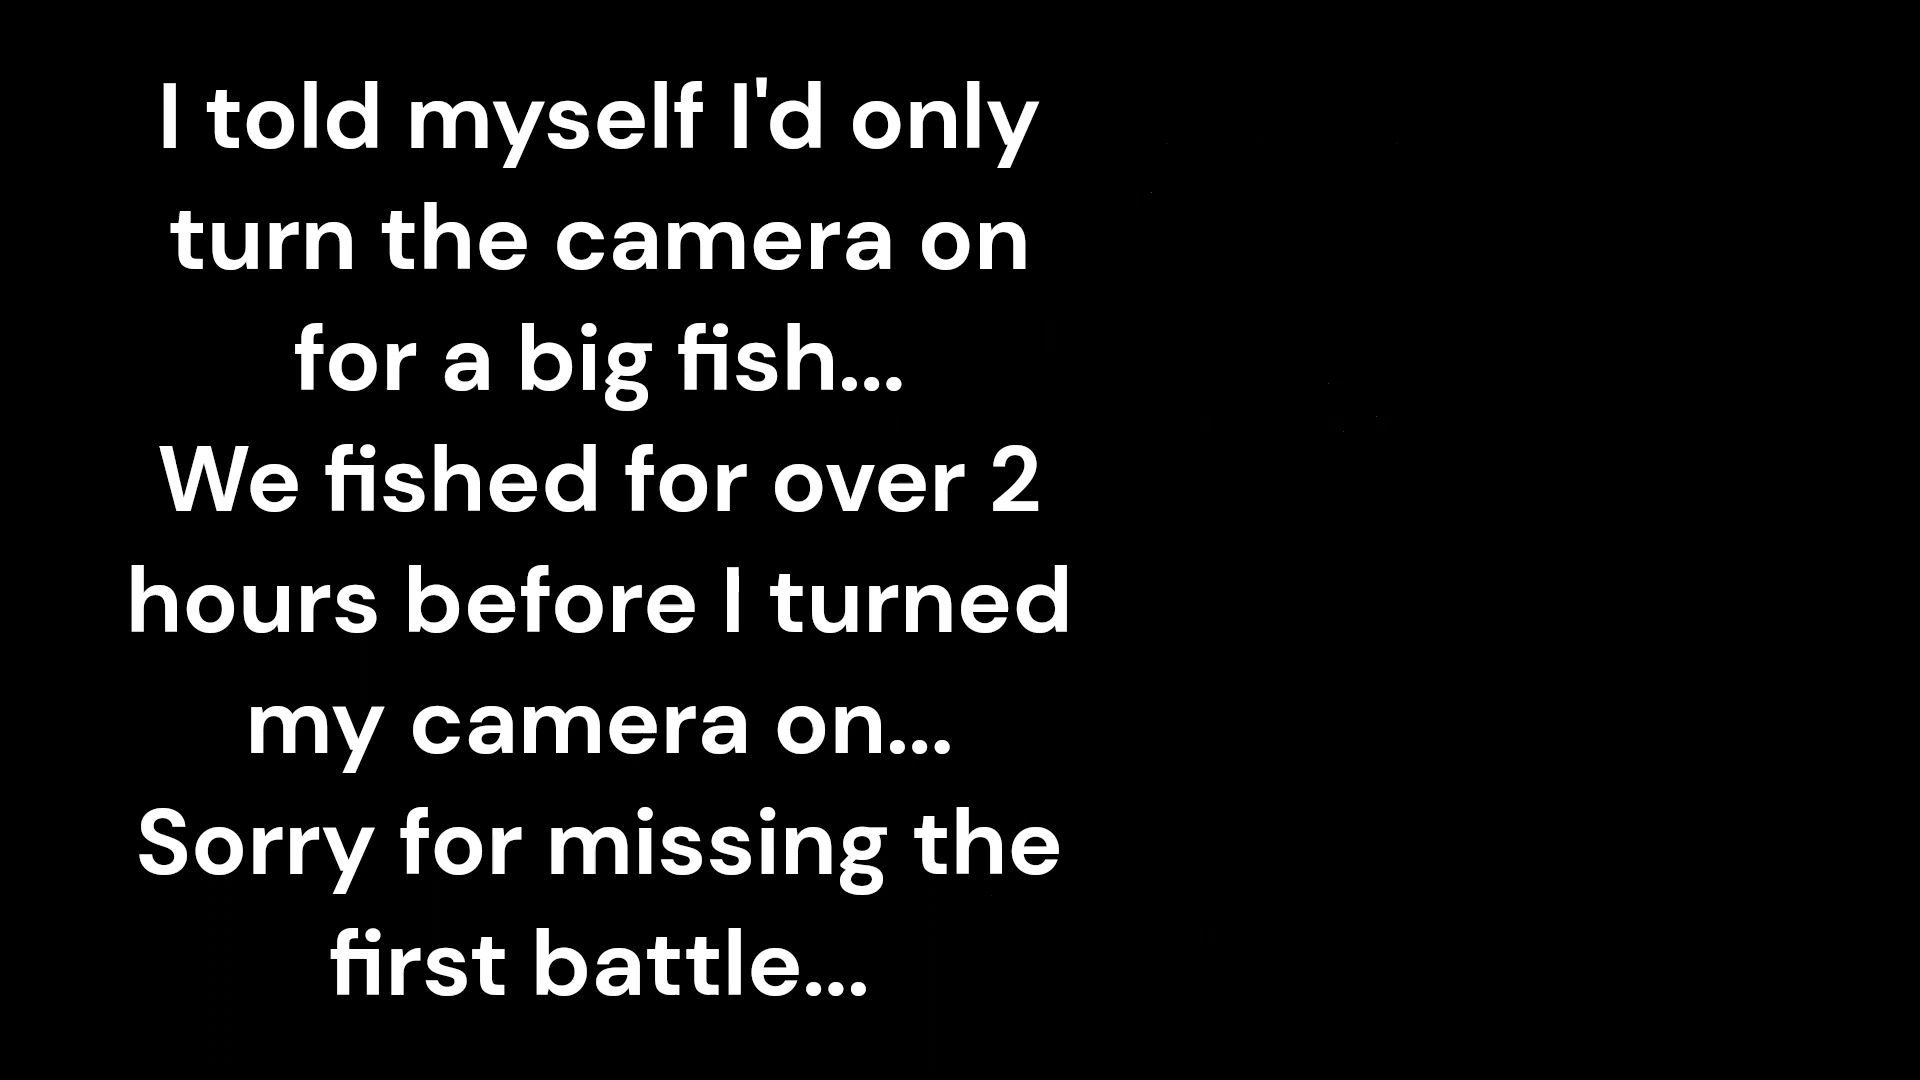 I told myself I'd only
turn the camera on
for a big fish...
We fished for over 2
hours before I turned
my camera on...
Sorry for missing the
first battle...